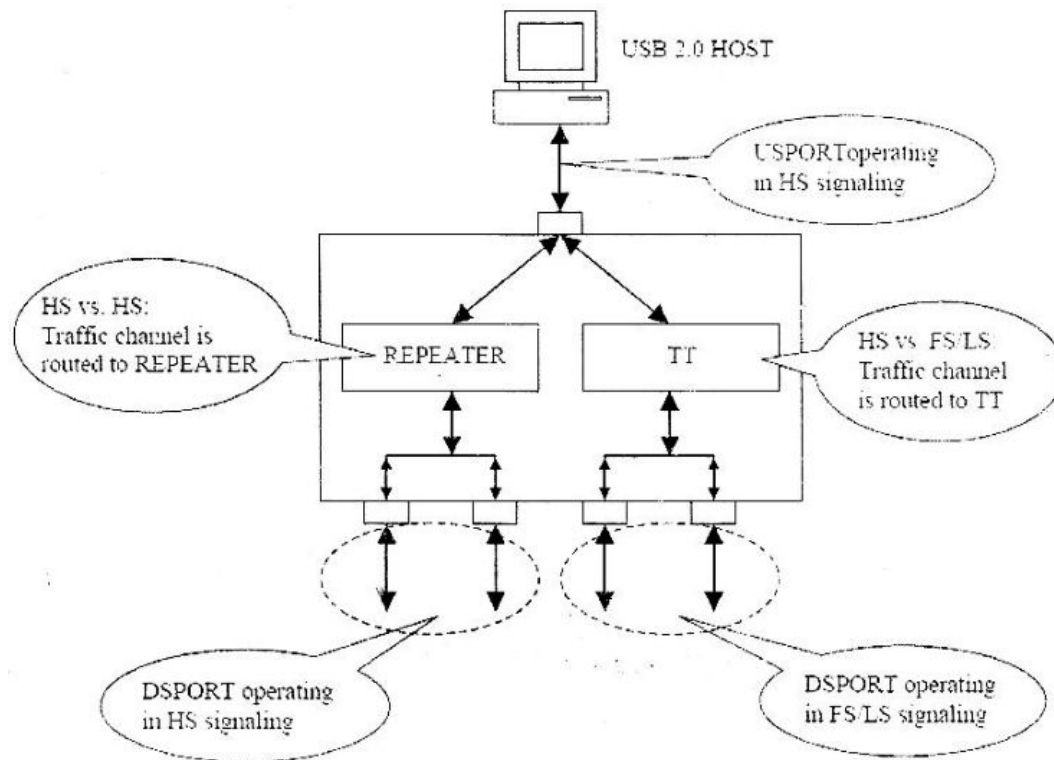 USB 2.0 HOST
USPORToperating
in HS signaling
HS vs. HS:
Traffic channel is
routed to REPEATER
REPEATER
TT
HS vs. FS/LS:
Traffic channel
is routed to TT
DSPORT operating
in HS signaling
DSPORT operating
in FS/LS signaling